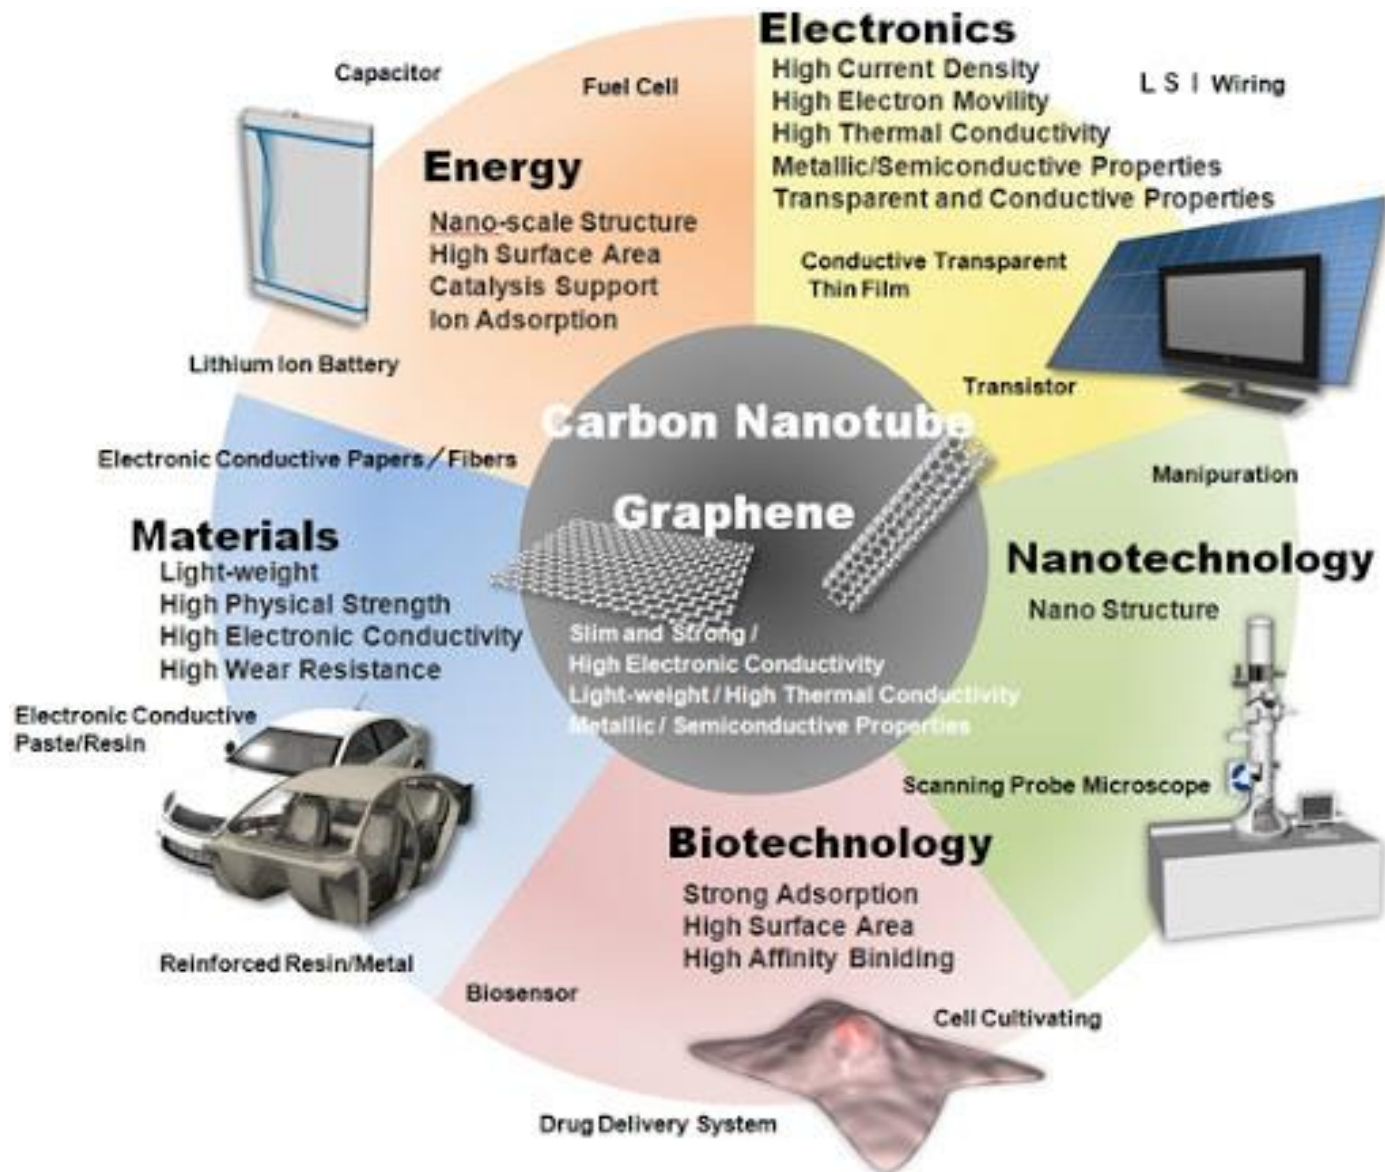 Electronics
High Current Density
High Electron Movility
High Thermal Conductivity
Metallic/Semiconductive Properties
Transparent and Conductive Properties
L S I Wiring
Conductive Transparent
Thin Film
Transistor
Capacitor
Fuel Cell
Energy
Nano-scale Structure
High Surface Area
Catalysis Support
Ion Adsorption
Lithium Ion Battery
Carbon Nanotube
Graphene
Slim and Strong /
High Electronic Conductivity
Light-weight / High Thermal Conductivity
Metallic / Semiconductive Properties
Electronic Conductive Papers／Fibers
Materials
Light-weight
High Physical Strength
High Electronic Conductivity
High Wear Resistance
Electronic Conductive
Paste/Resin
Reinforced Resin/Metal
Manipuration
Nanotechnology
Nano Structure
Scanning Probe Microscope
Biotechnology
Strong Adsorption
High Surface Area
High Affinity Biniding
Biosensor
Cell Cultivating
Drug Delivery System